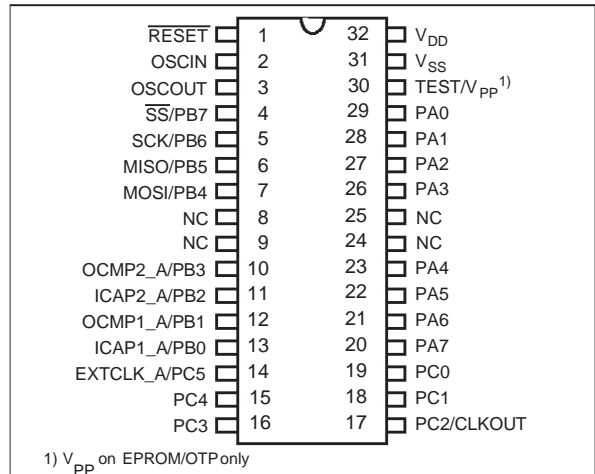 RESET 1 32 VDD
OSCIN 2 31 VSS
OSCOUT 3 30 TEST/VPP1)
SS/PB7 4 29 PA0
SCK/PB6 5 28 PA1
MISO/PB5 6 27 PA2
MOSI/PB4 7 26 PA3
NC 8 25 NC
NC 9 24 NC
OCMP2_A/PB3 10 23 PA4
ICAP2_A/PB2 11 22 PA5
OCMP1_A/PB1 12 21 PA6
ICAP1_A/PB0 13 20 PA7
EXTCLK_A/PC5 14 19 PC0
PC4 15 18 PC1
PC3 16 17 PC2/CLKOUT
1) VPP on EPROM/OTP only